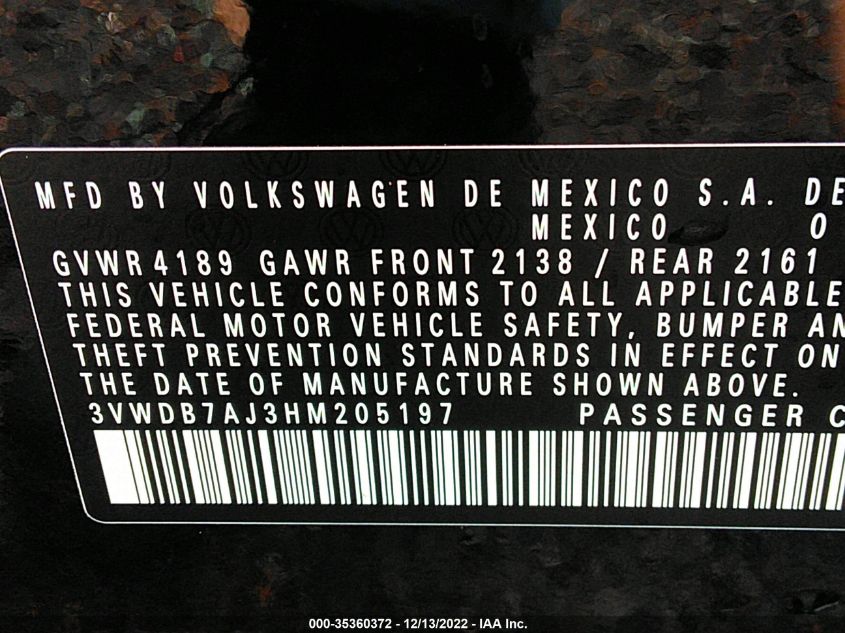 MFD BY VOLKSWAGEN DE MEXICO S.A. DE
MEXICO
GVWR 4189 GAWR FRONT 2138 / REAR 2161
THIS VEHICLE CONFORMS TO ALL APPLICABLE
FEDERAL MOTOR VEHICLE SAFETY, BUMPER AN
THEFT PREVENTION STANDARDS IN EFFECT ON
THE DATE OF MANUFACTURE SHOWN ABOVE.
3VWDB7AJ3HM205197 PASSENGER C
000-35360372 - 12/13/2022 - IAA Inc.